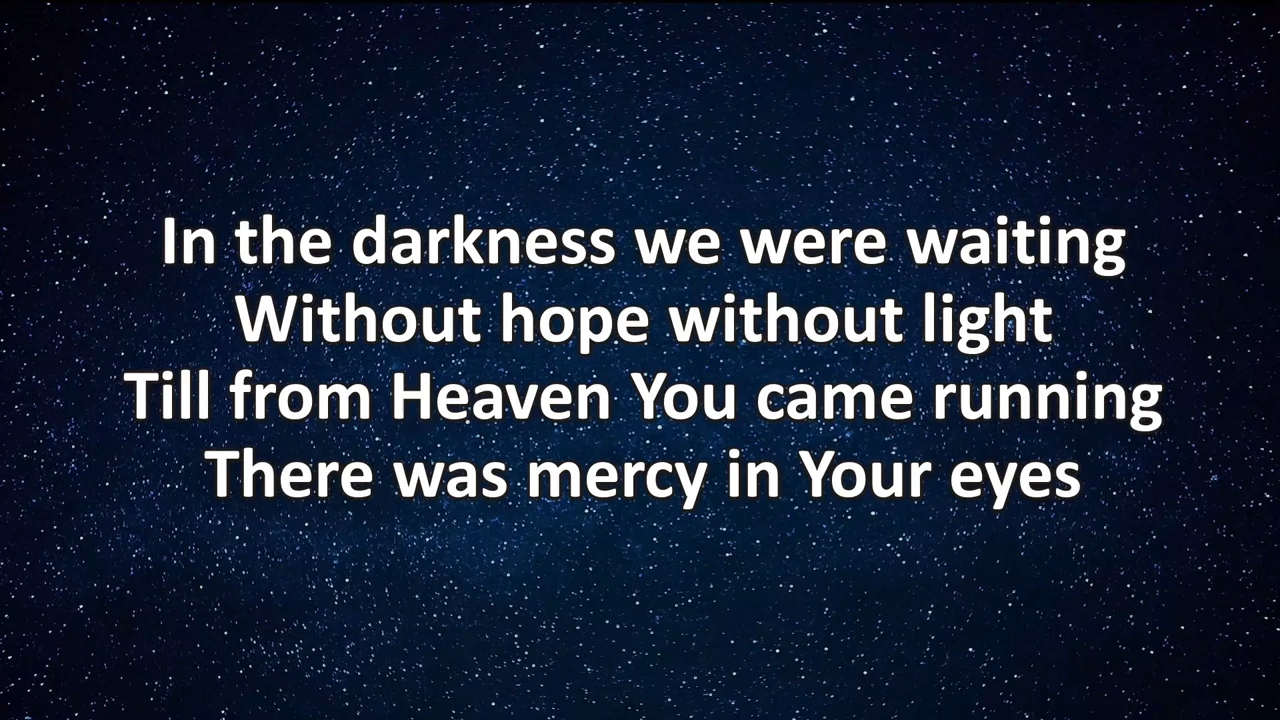 In the darkness we were waiting
Without hope without light
Till from Heaven You came running
There was mercy in Your eyes